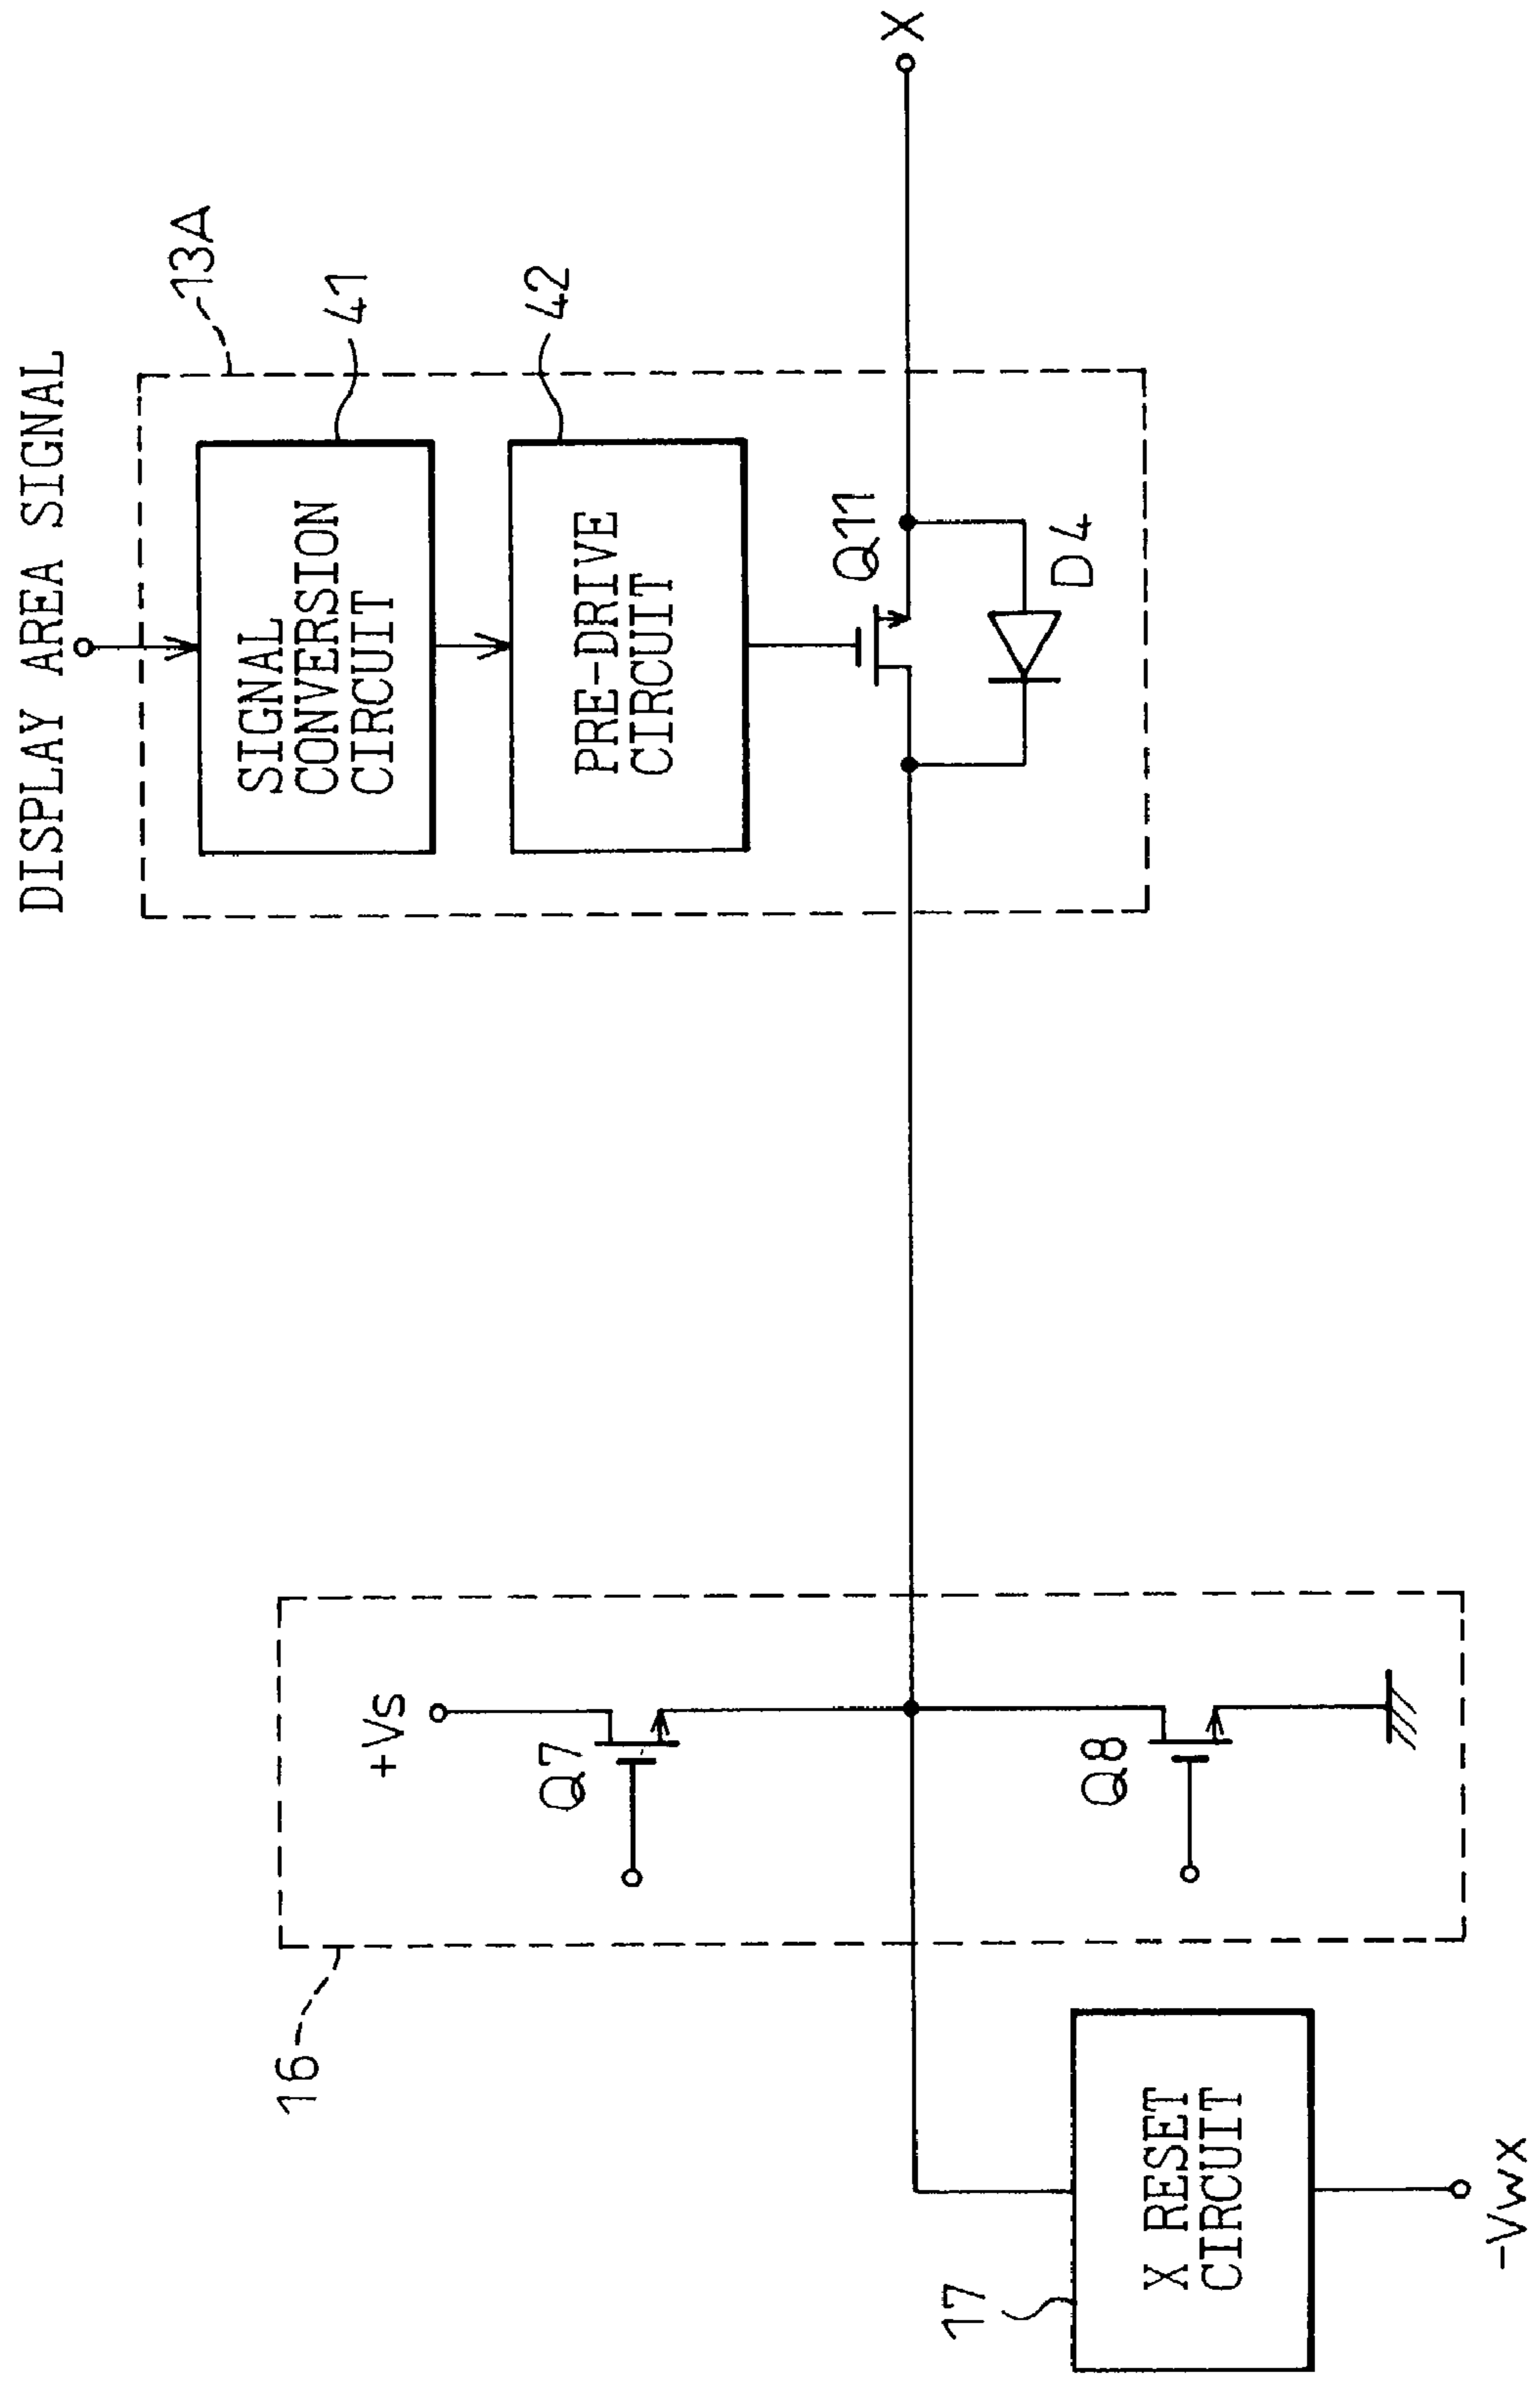 DISPLAY AREA SIGNAL
13A
SIGNAL
CONVERSION
CIRCUIT
41
PRE-DRIVE
CIRCUIT
42
Q11
D4
X
16
+Vs
Q7
Q8
17
X RESET
CIRCUIT
-Vwx